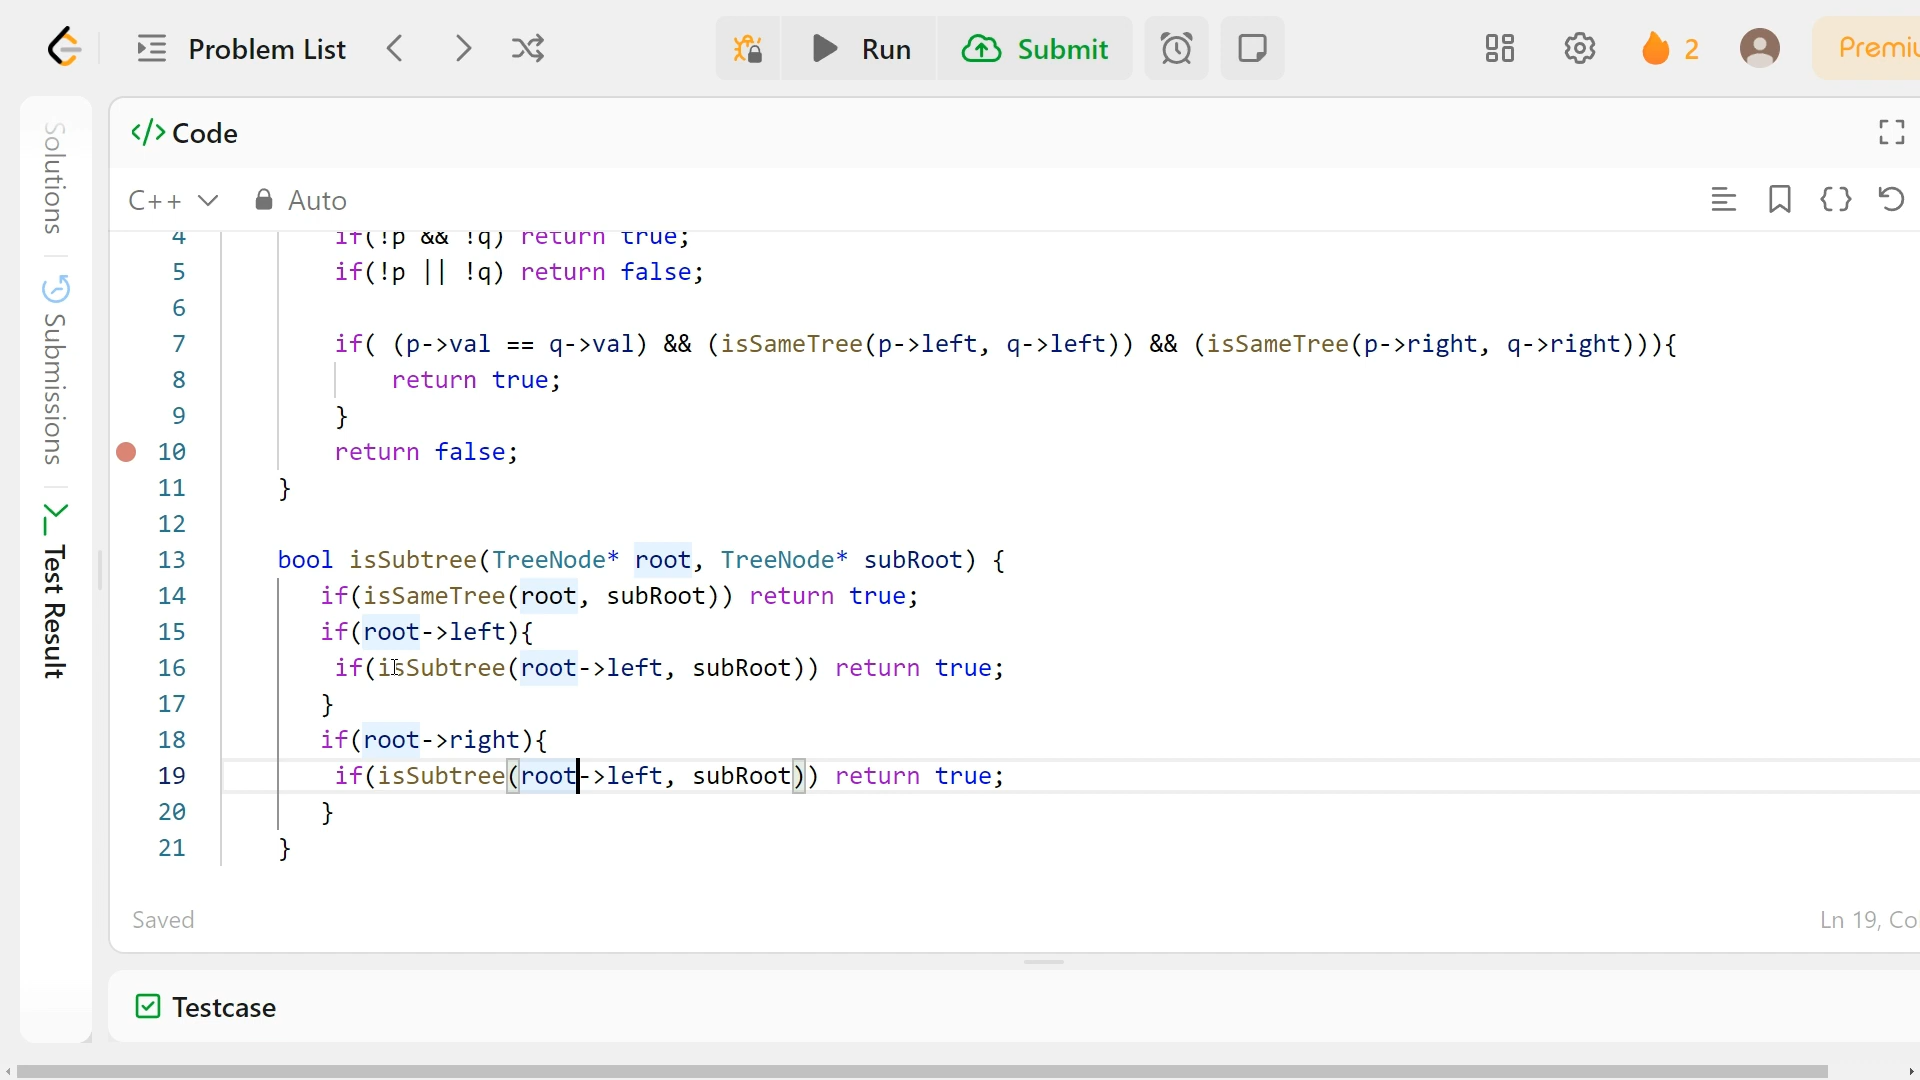 Problem List
Run
Submit
2
Premiu
Solutions
Submissions
Test Result
</> Code
C++
Auto
4 if(!p && !q) return true;
5 if(!p || !q) return false;
6
7 if( (p->val == q->val) && (isSameTree(p->left, q->left)) && (isSameTree(p->right, q->right))){
8 return true;
9 }
10 return false;
11 }
12
13 bool isSubtree(TreeNode* root, TreeNode* subRoot) {
14 if(isSameTree(root, subRoot)) return true;
15 if(root->left){
16 if(isSubtree(root->left, subRoot)) return true;
17 }
18 if(root->right){
19 if(isSubtree(root->left, subRoot)) return true;
20 }
21 }
Saved
Ln 19, Co
Testcase